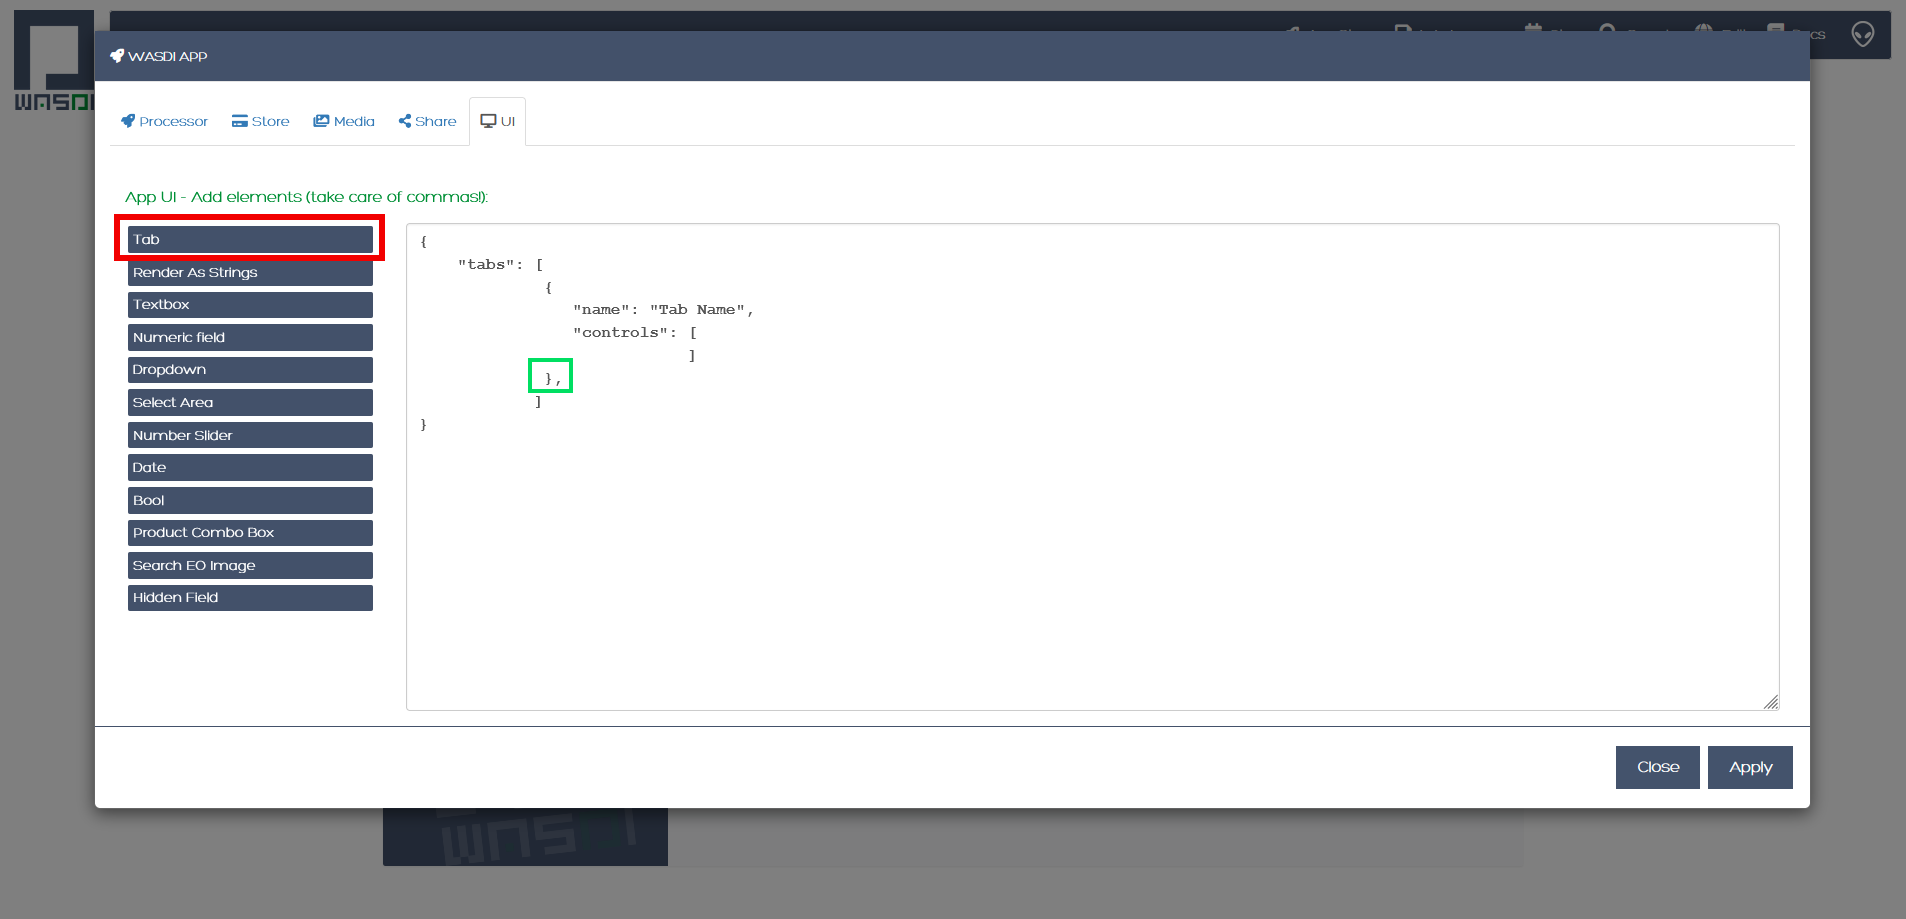 WASDI
WASDI APP
Processor
Store
Media
Share
UI
App UI - Add elements (take care of commas!):
Tab
Render As Strings
Textbox
Numeric field
Dropdown
Select Area
Number Slider
Date
Bool
Product Combo Box
Search EO Image
Hidden Field
{
"tabs": [
{
"name": "Tab Name",
"controls": [
]
},
]
}
Close
Apply
WASDI